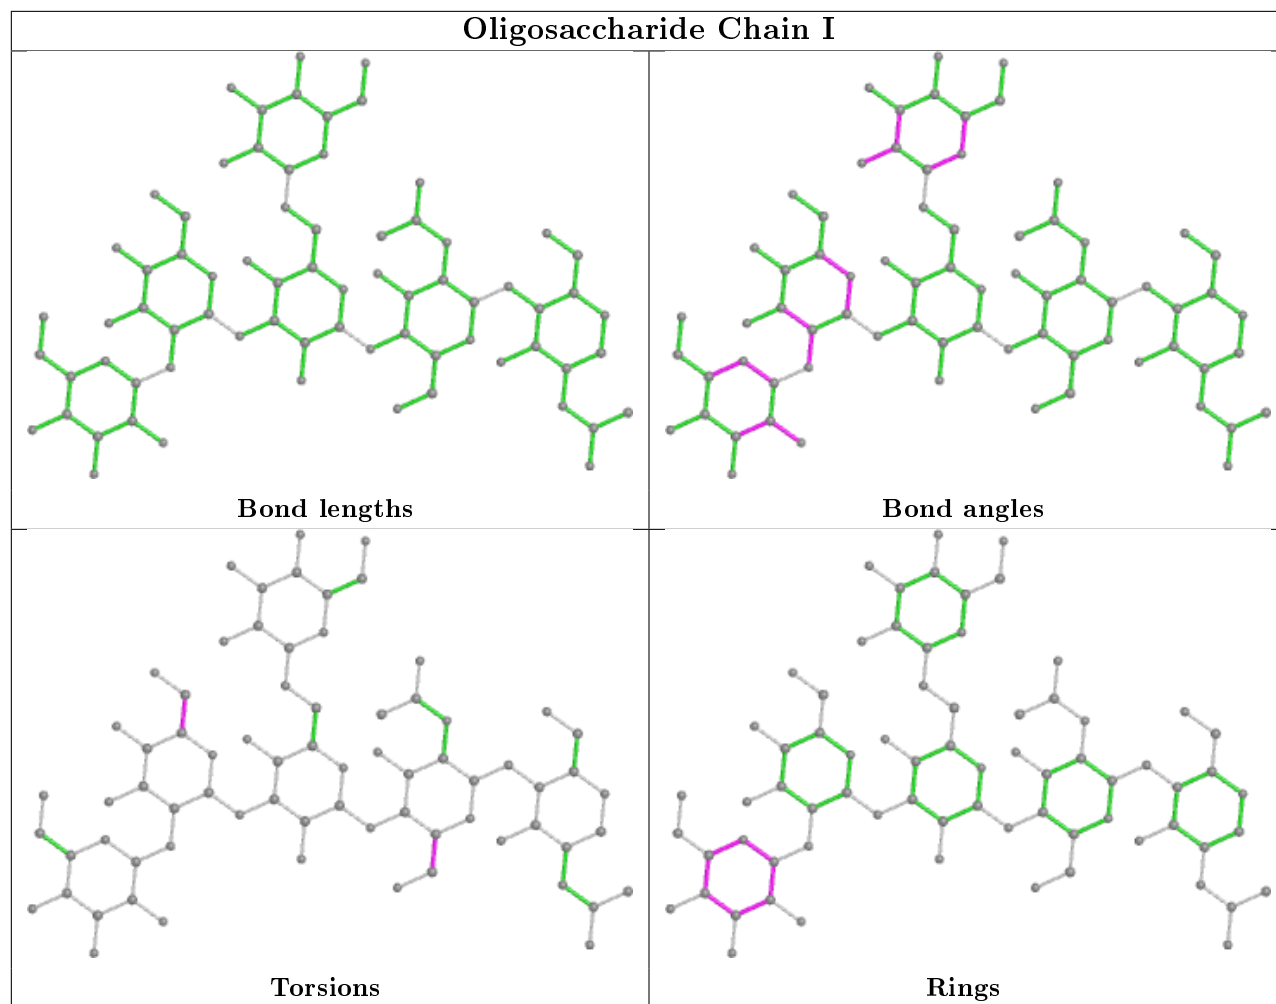 Oligosaccharide Chain I
Bond lengths
Bond angles
Torsions
Rings